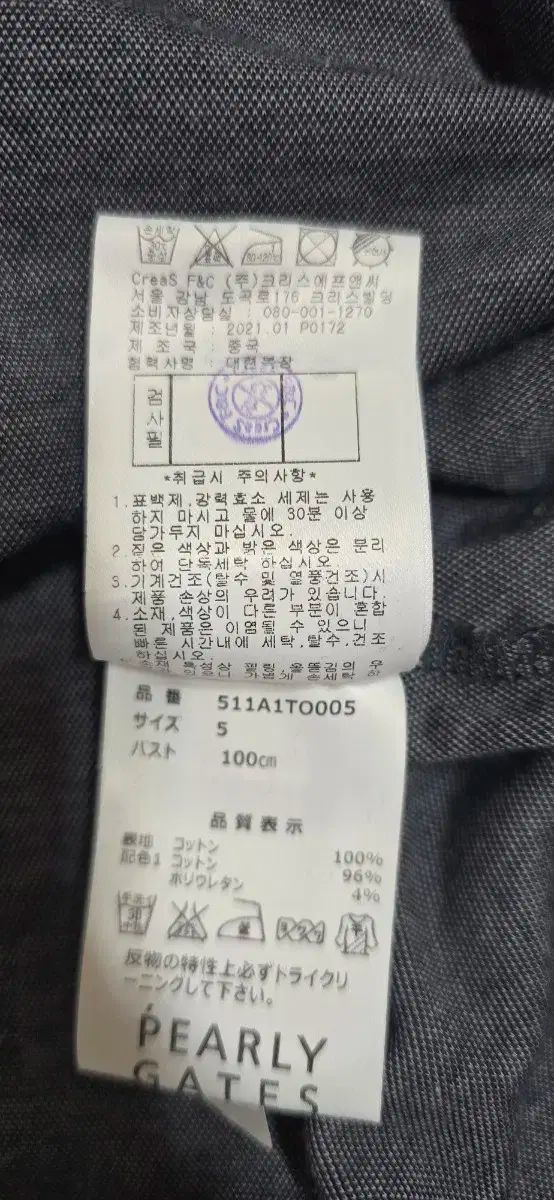 CreaS F&C (주)크리스에프앤씨
서울 강남 도곡로176 크리스빌딩
소비자상담실 : 080-001-1270
제조년월 : 2021.01 P0172
제 조 국 : 중국
협력사명 : 대현복장
검사필
*취급시 주의사항*
1.표백제,강력효소 세제는 사용
하지 마시고 물에 30분 이상
담가두지 마십시오.
2.짙은 색상과 밝은 색상은 분리
하여 단독세탁 하십시오.
3.기계건조(탈수 및 열풍건조)시
제품 손상의 우려가 있습니다.
4.소재,색상이 다른 부분이 혼합
된 제품은 이염될 수 있으니
빠른 시간내에 세탁,탈수,건조
하십시오.
특성상 필링,올뜯김의 우
品番 511A1TO005
サイズ 5
バスト 100cm
品質表示
表地 コットン 100%
配色1 コットン 96%
ポリウレタン 4%
反物の特性上必ずドライクリ
ーニングして下さい。
PEARLY
GATES